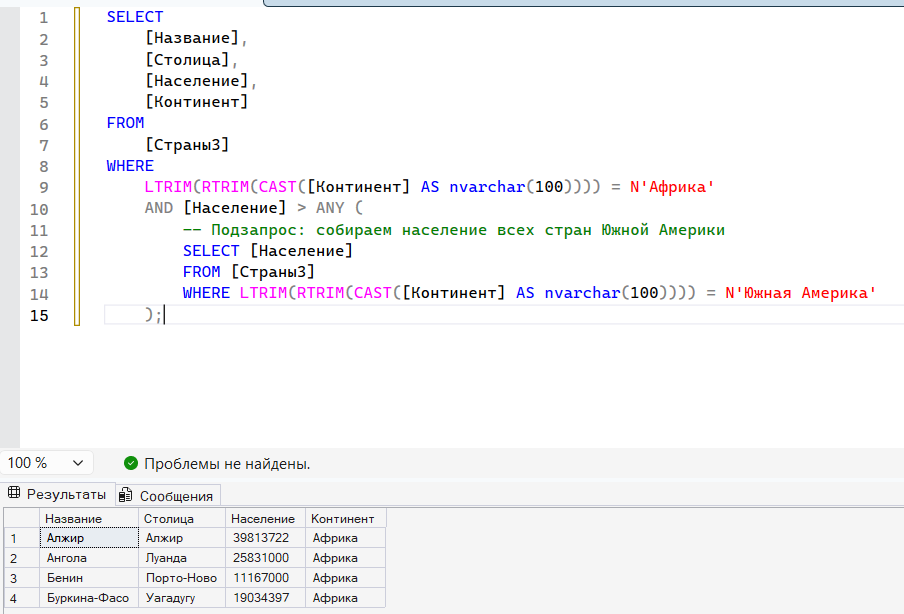 1 SELECT
2 [Название],
3 [Столица],
4 [Население],
5 [Континент]
6 FROM
7 [Страны3]
8 WHERE
9 LTRIM(RTRIM(CAST([Континент] AS nvarchar(100)))) = N'Африка'
10 AND [Население] > ANY (
11 -- Подзапрос: собираем население всех стран Южной Америки
12 SELECT [Население]
13 FROM [Страны3]
14 WHERE LTRIM(RTRIM(CAST([Континент] AS nvarchar(100)))) = N'Южная Америка'
15 );
100 % Проблемы не найдены.
Результаты Сообщения
Название Столица Население Континент
1 Алжир Алжир 39813722 Африка
2 Ангола Луанда 25831000 Африка
3 Бенин Порто-Ново 11167000 Африка
4 Буркина-Фасо Уагадугу 19034397 Африка